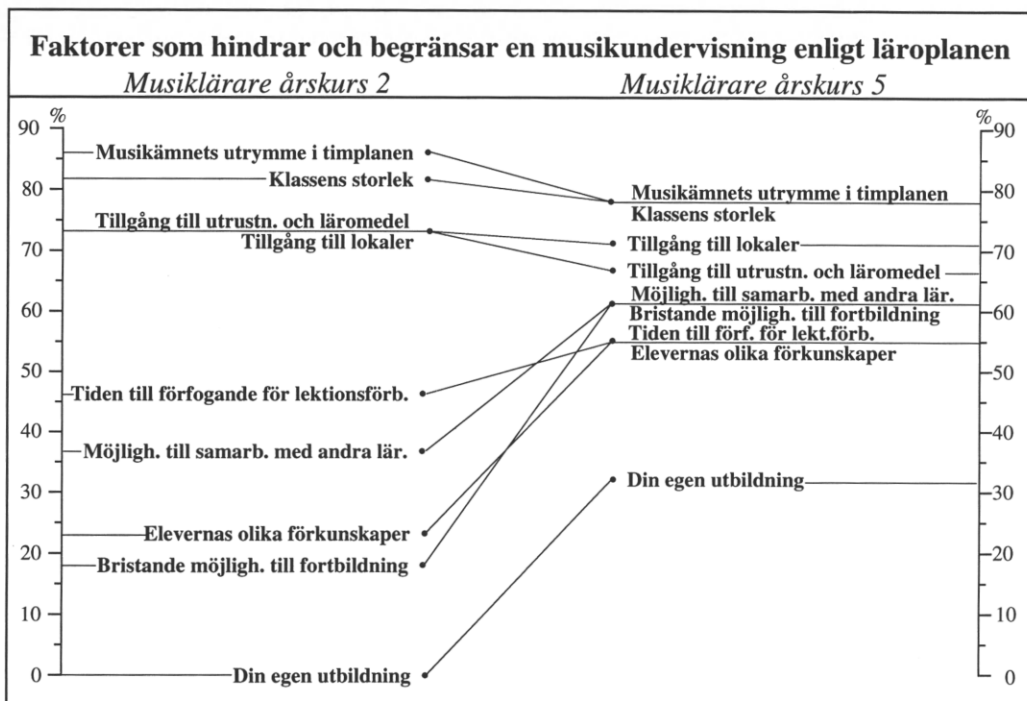 Faktorer som hindrar och begränsar en musikundervisning enligt läroplanen
Musiklärare årskurs 2
Musiklärare årskurs 5
%
90
80
70
60
50
40
30
20
10
0
Musikämnets utrymme i timplanen
Klassens storlek
Tillgång till utrustn. och läromedel
Tillgång till lokaler
Tiden till förfogande för lektionsförb.
Möjligh. till samarb. med andra lär.
Elevernas olika förkunskaper
Bristande möjligh. till fortbildning
Din egen utbildning
Musikämnets utrymme i timplanen
Klassens storlek
Tillgång till lokaler
Tillgång till utrustn. och läromedel
Möjligh. till samarb. med andra lär.
Bristande möjligh. till fortbildning
Tiden till förf. för lekt.förb.
Elevernas olika förkunskaper
Din egen utbildning
%
90
80
70
60
50
40
30
20
10
0